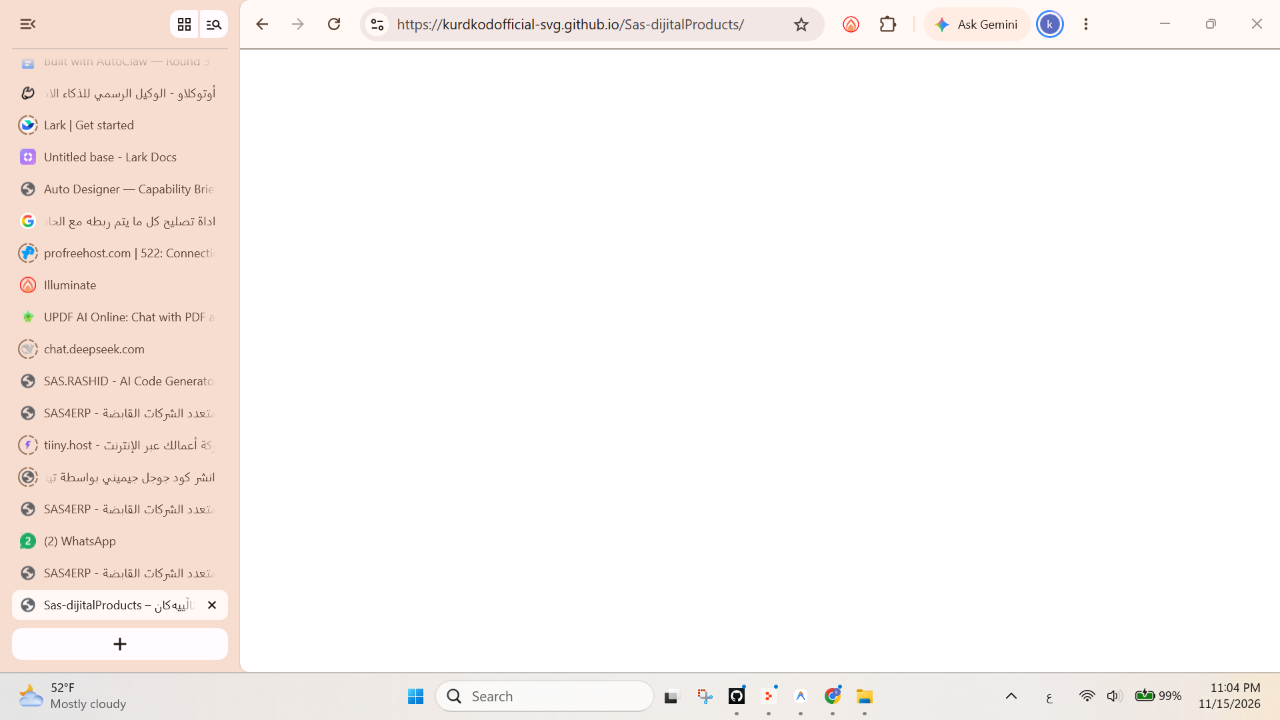 https://kurdkodofficial-svg.github.io/Sas-dijitalProducts/
Ask Gemini
k
Built with AutoClaw — Round 3
أوتوكلاو - الوكيل الرسمي للذكاء
Lark | Get started
Untitled base - Lark Docs
Auto Designer — Capability Brie
اداة تصليح كل ما يتم ربطه مع
profreehost.com | 522: Connecti
Illuminate
UPDF AI Online: Chat with PDF a
chat.deepseek.com
SAS.RASHID - AI Code Generato
SAS4ERP - متعدد الشركات القابضة
tiiny.host - كة أعمالك عبر الإنترنت
انشر كود جوجل جيميني بواسطة
SAS4ERP - متعدد الشركات القابضة
2
(2) WhatsApp
SAS4ERP - متعدد الشركات القابضة
Sas-dijitalProducts –
52°F
Mostly cloudy
Search
ع
99%
11:04 PM
11/15/2026